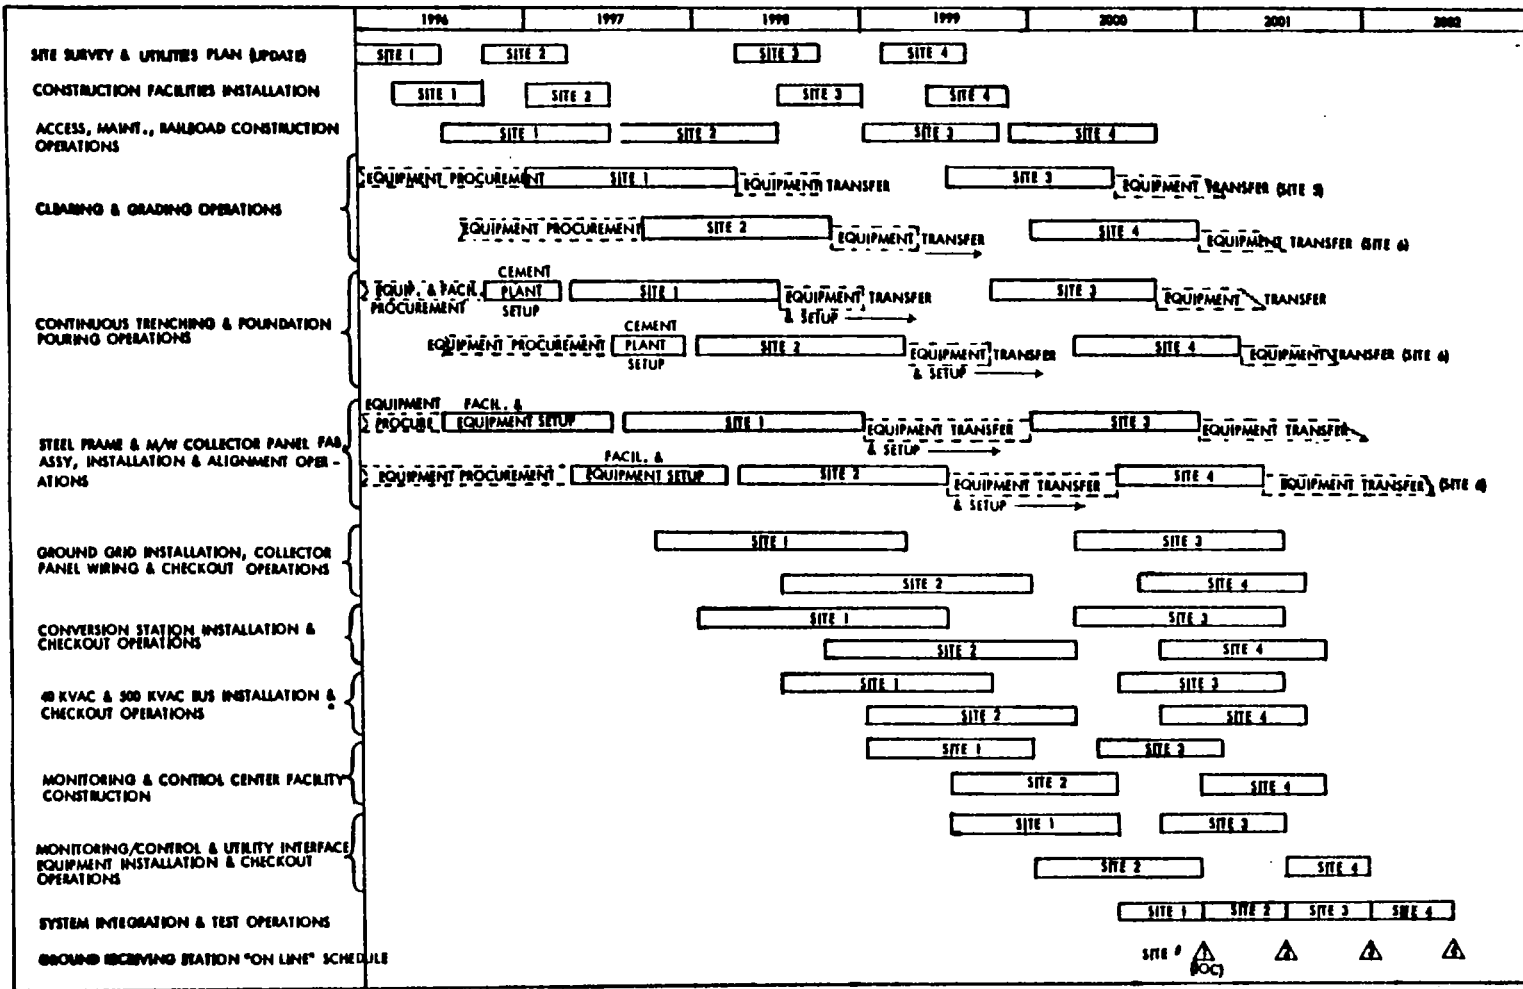 1996 1997 1998 1999 2000 2001 2002
SITE SURVEY & UTILITIES PLAN (UPDATE) SITE 1 SITE 2 SITE 3 SITE 4
CONSTRUCTION FACILITIES INSTALLATION SITE 1 SITE 2 SITE 3 SITE 4
ACCESS, MAINT., RAILROAD CONSTRUCTION
OPERATIONS
SITE 1 SITE 2 SITE 3 SITE 4
CLEARING & GRADING OPERATIONS
EQUIPMENT PROCUREMENT SITE 1 EQUIPMENT TRANSFER SITE 3 EQUIPMENT TRANSFER (SITE 5)
EQUIPMENT PROCUREMENT SITE 2 EQUIPMENT TRANSFER SITE 4 EQUIPMENT TRANSFER (SITE 6)
CONTINUOUS TRENCHING & FOUNDATION
POURING OPERATIONS
EQUIP. & FACIL.
PROCUREMENT
CEMENT
PLANT
SETUP
SITE 1
EQUIPMENT TRANSFER
& SETUP
SITE 3
EQUIPMENT TRANSFER
EQUIPMENT PROCUREMENT
CEMENT
PLANT
SETUP
SITE 2
EQUIPMENT TRANSFER
& SETUP
SITE 4
EQUIPMENT TRANSFER (SITE 6)
STEEL FRAME & M/W COLLECTOR PANEL FAB,
ASSY, INSTALLATION & ALIGNMENT OPER-
ATIONS
EQUIPMENT
PROCURE
FACIL. &
EQUIPMENT SETUP
SITE 1
EQUIPMENT TRANSFER
& SETUP
SITE 3
EQUIPMENT TRANSFER
EQUIPMENT PROCUREMENT
FACIL. &
EQUIPMENT SETUP
SITE 2
EQUIPMENT TRANSFER
& SETUP
SITE 4
EQUIPMENT TRANSFER (SITE 6)
GROUND GRID INSTALLATION, COLLECTOR
PANEL WIRING & CHECKOUT OPERATIONS
SITE 1 SITE 3
SITE 2 SITE 4
CONVERSION STATION INSTALLATION &
CHECKOUT OPERATIONS
SITE 1 SITE 3
SITE 2 SITE 4
40 KVAC & 500 KVAC BUS INSTALLATION &
CHECKOUT OPERATIONS
SITE 1 SITE 3
SITE 2 SITE 4
MONITORING & CONTROL CENTER FACILITY
CONSTRUCTION
SITE 1 SITE 3
SITE 2 SITE 4
MONITORING/CONTROL & UTILITY INTERFACE
EQUIPMENT INSTALLATION & CHECKOUT
OPERATIONS
SITE 1 SITE 3
SITE 2 SITE 4
SYSTEM INTEGRATION & TEST OPERATIONS SITE 1 SITE 2 SITE 3 SITE 4
GROUND RECEIVING STATION "ON LINE" SCHEDULE SITE #
(IOC)